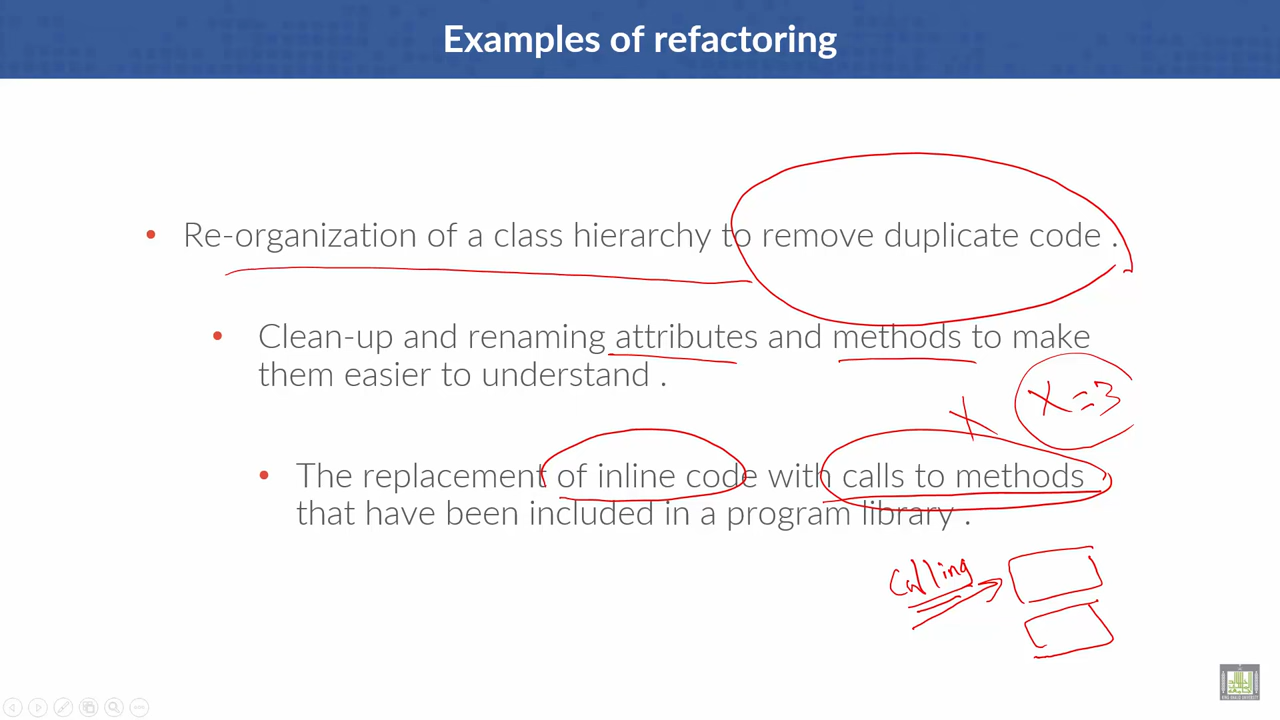 Examples of refactoring
• Re-organization of a class hierarchy to remove duplicate code .
• Clean-up and renaming attributes and methods to make
them easier to understand .
X X=3
• The replacement of inline code with calls to methods
that have been included in a program library .
Calling